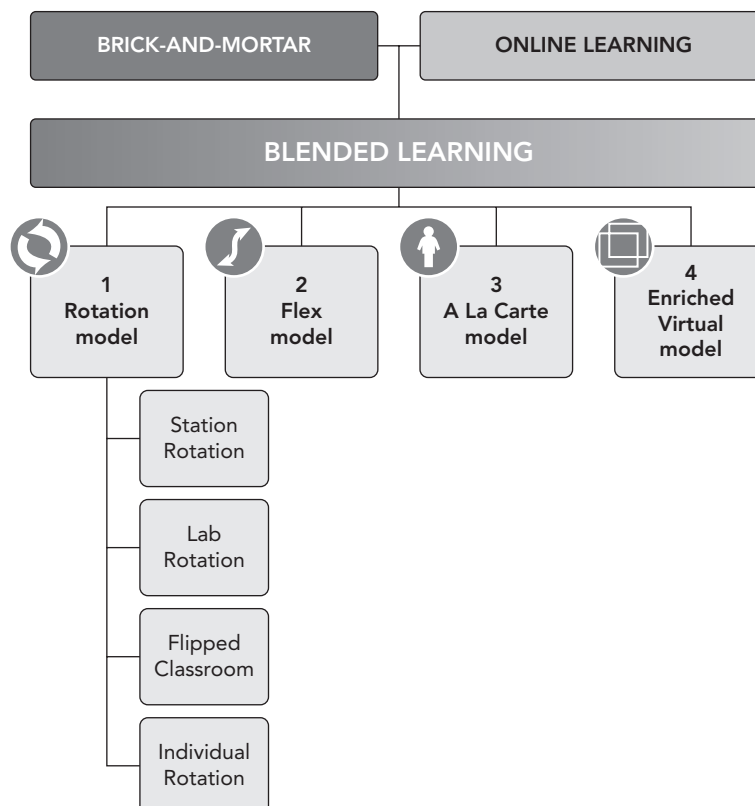 BRICK-AND-MORTAR
ONLINE LEARNING
BLENDED LEARNING
1
Rotation
model
2
Flex
model
3
A La Carte
model
4
Enriched
Virtual
model
Station
Rotation
Lab
Rotation
Flipped
Classroom
Individual
Rotation